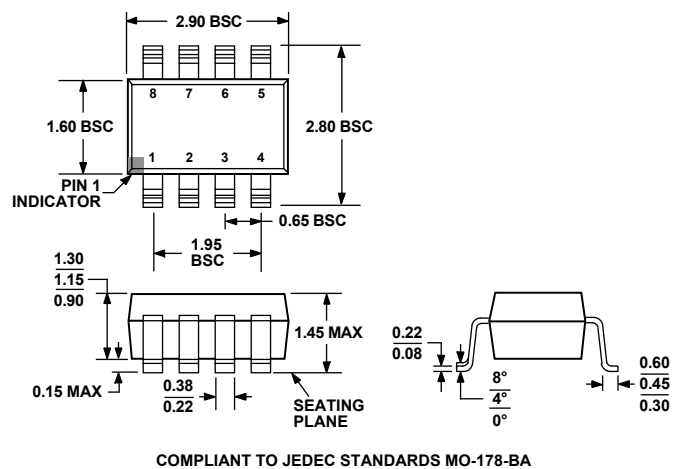 2.90 BSC
8 7 6 5
1.60 BSC
2.80 BSC
1 2 3 4
PIN 1
INDICATOR
0.65 BSC
1.95
BSC
1.30
1.15
0.90
1.45 MAX
0.15 MAX
0.38
0.22
SEATING
PLANE
0.22
0.08
8°
4°
0°
0.60
0.45
0.30
COMPLIANT TO JEDEC STANDARDS MO-178-BA